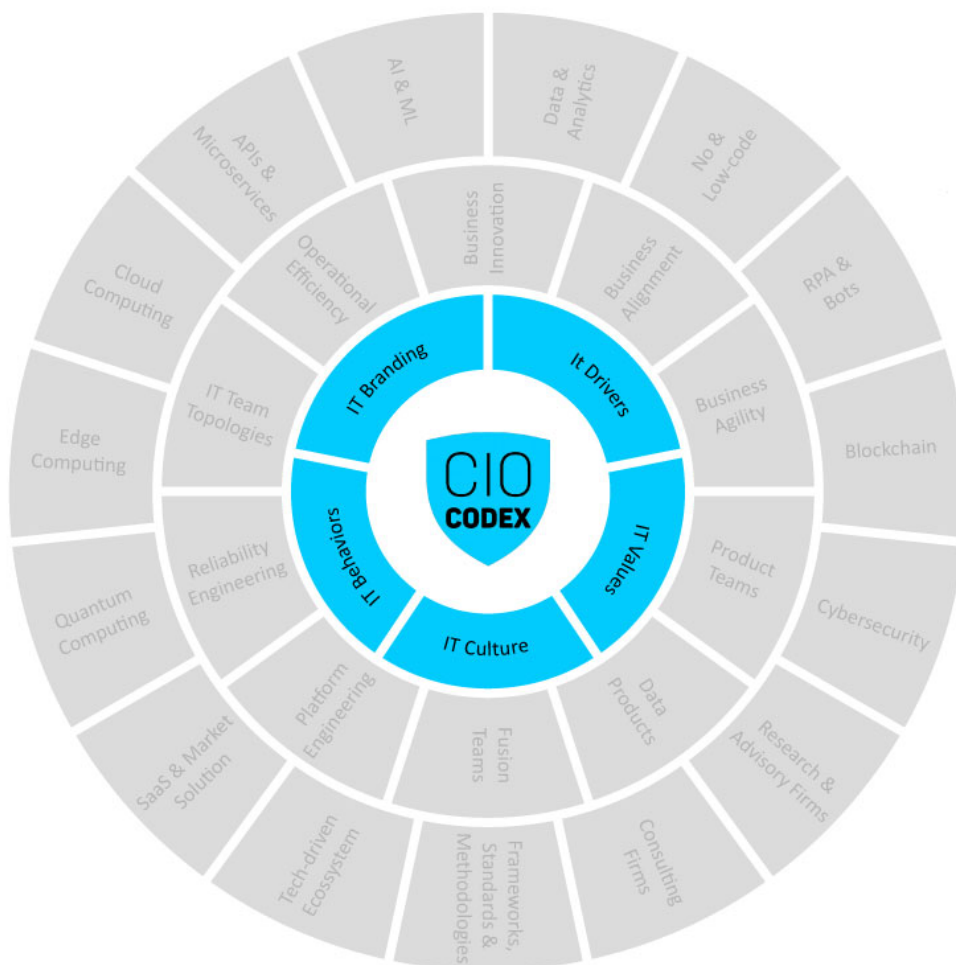 AI & ML
Data &
Analytics
No &
Low-code
RPA &
Bots
Blockchain
Cybersecurity
Research &
Advisory Firms
Consulting
Firms
Frameworks,
Standards &
Methodologies
Tech-driven
Ecossystem
SaaS & Market
Solution
Quantum
Computing
Edge
Computing
Cloud
Computing
APIs &
Microservices
Business
Innovation
Business
Alignment
Business
Agility
Product
Teams
Data
Products
Fusion
Teams
Platform
Engineering
Reliability
Engineering
IT Team
Topologies
Operational
Efficiency
IT Branding
It Drivers
IT Values
IT Culture
IT Behaviors
CIO
CODEX